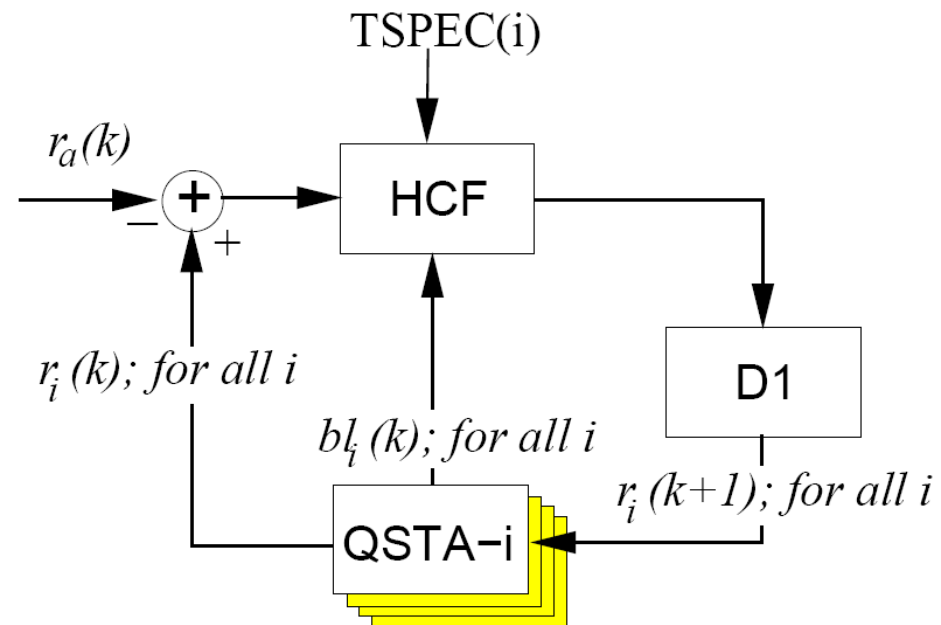 TSPEC(i)
r_a(k)
+
HCF
−
+
D1
r_i(k); for all i
bl_i(k); for all i
r_i(k+1); for all i
QSTA−i